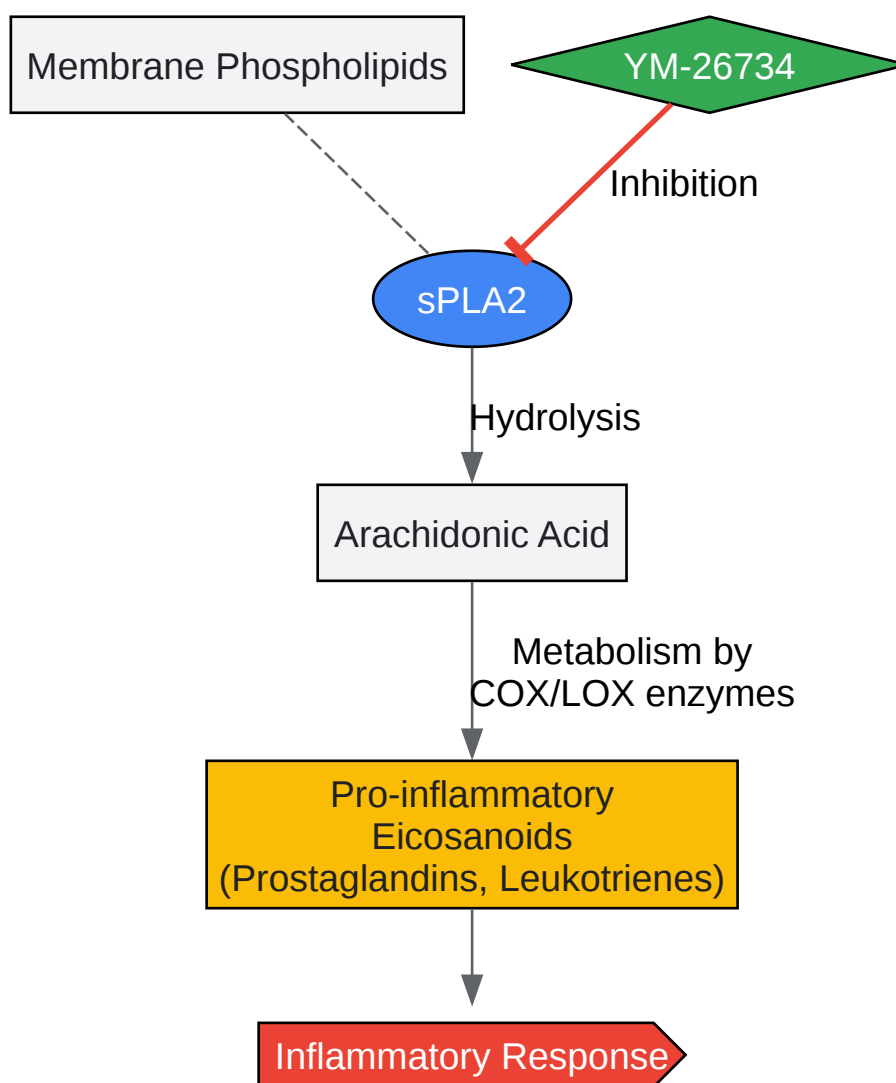 Membrane Phospholipids
YM-26734
Inhibition
sPLA2
Hydrolysis
Arachidonic Acid
Metabolism by
COX/LOX enzymes
Pro-inflammatory
Eicosanoids
(Prostaglandins, Leukotrienes)
Inflammatory Response